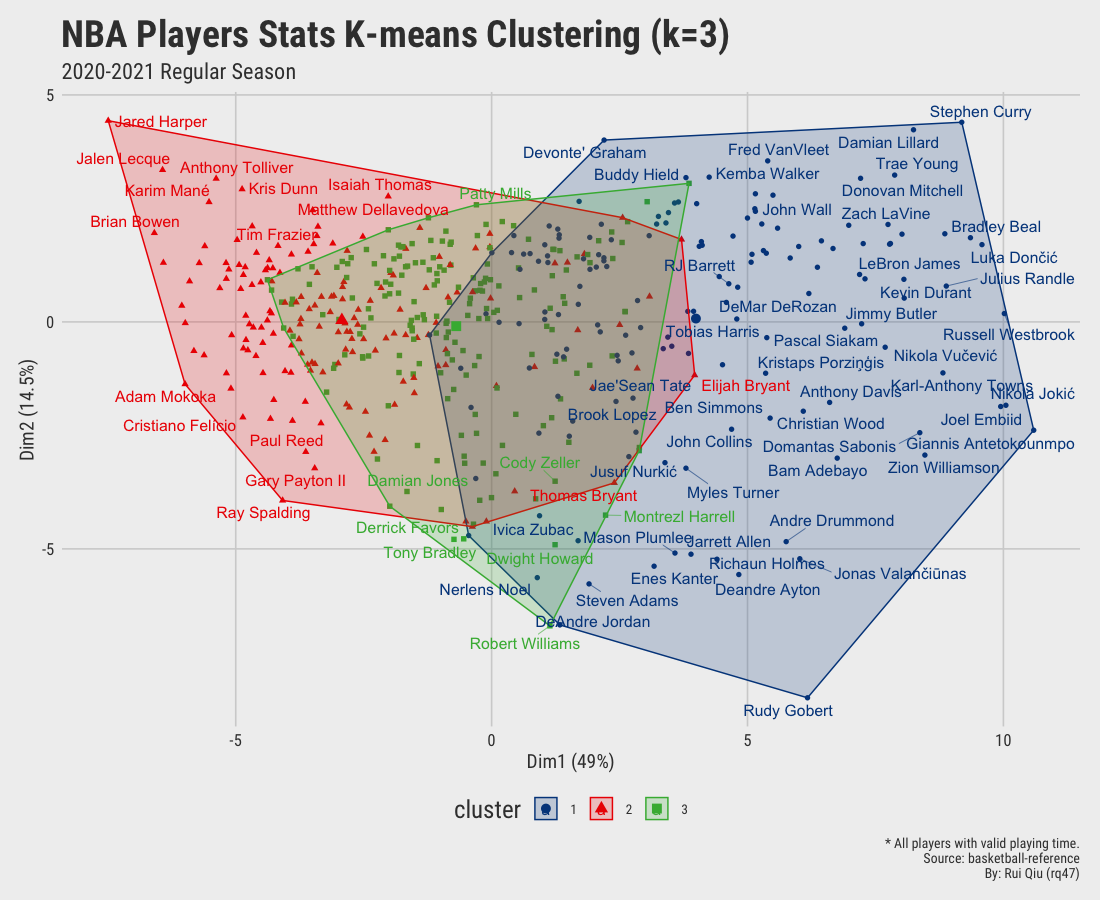 NBA Players Stats K-means Clustering (k=3)
2020-2021 Regular Season
5
Stephen Curry
Jared Harper
Damian Lillard
Devonte' Graham
Fred VanVleet
Jalen Lecque
Trae Young
Anthony Tolliver
Buddy Hield
Kemba Walker
Isaiah Thomas
Karim Mané
Kris Dunn
Patty Mills
Donovan Mitchell
Matthew Dellavedova
John Wall
Zach LaVine
Brian Bowen
Bradley Beal
Tim Frazier
Luka Dončić
RJ Barrett
LeBron James
Julius Randle
Kevin Durant
DeMar DeRozan
Jimmy Butler
0
Tobias Harris
Russell Westbrook
Pascal Siakam
Nikola Vučević
Kristaps Porziņģis
Jae'Sean Tate
Elijah Bryant
Karl-Anthony Towns
Anthony Davis
Nikola Jokić
Adam Mokoka
Brook Lopez
Ben Simmons
Joel Embiid
Cristiano Felício
Christian Wood
Paul Reed
John Collins
Domantas Sabonis
Giannis Antetokounmpo
Cody Zeller
Jusuf Nurkić
Bam Adebayo
Zion Williamson
Gary Payton II
Damian Jones
Thomas Bryant
Myles Turner
Ray Spalding
Montrezl Harrell
Andre Drummond
Derrick Favors
Ivica Zubac
Mason Plumlee
Jarrett Allen
-5
Tony Bradley
Dwight Howard
Richaun Holmes
Jonas Valančiūnas
Enes Kanter
Nerlens Noel
Deandre Ayton
Steven Adams
DeAndre Jordan
Robert Williams
Rudy Gobert
Dim2 (14.5%)
-5
0
5
10
Dim1 (49%)
cluster
1
2
3
* All players with valid playing time.
Source: basketball-reference
By: Rui Qiu (rq47)